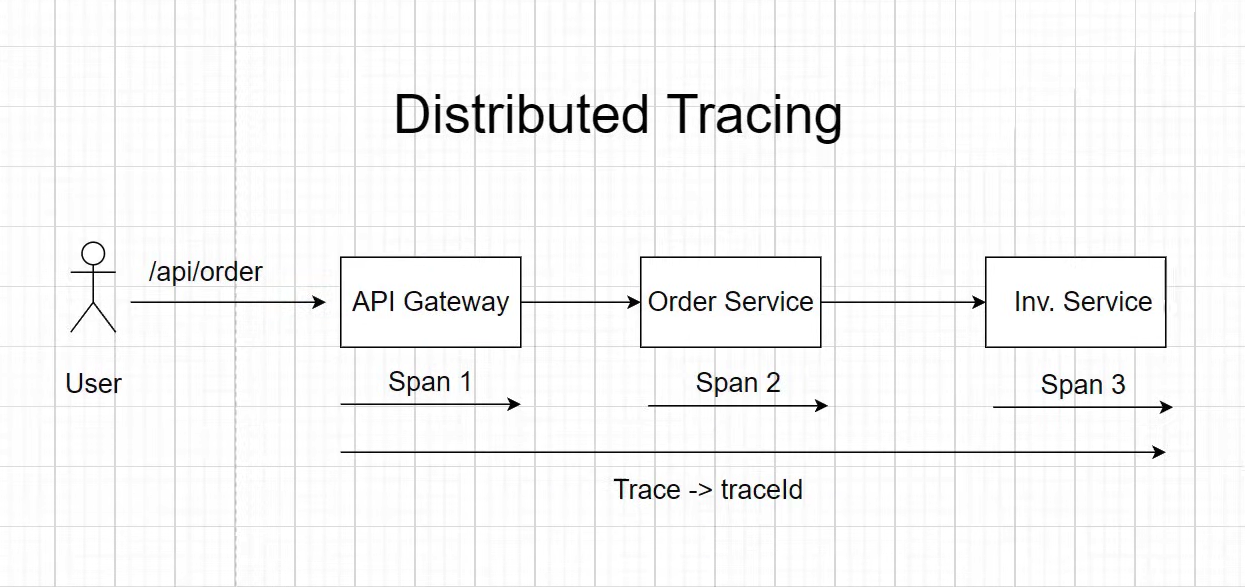 Distributed Tracing
/api/order
API Gateway
Order Service
Inv. Service
User
Span 1
Span 2
Span 3
Trace -> traceId